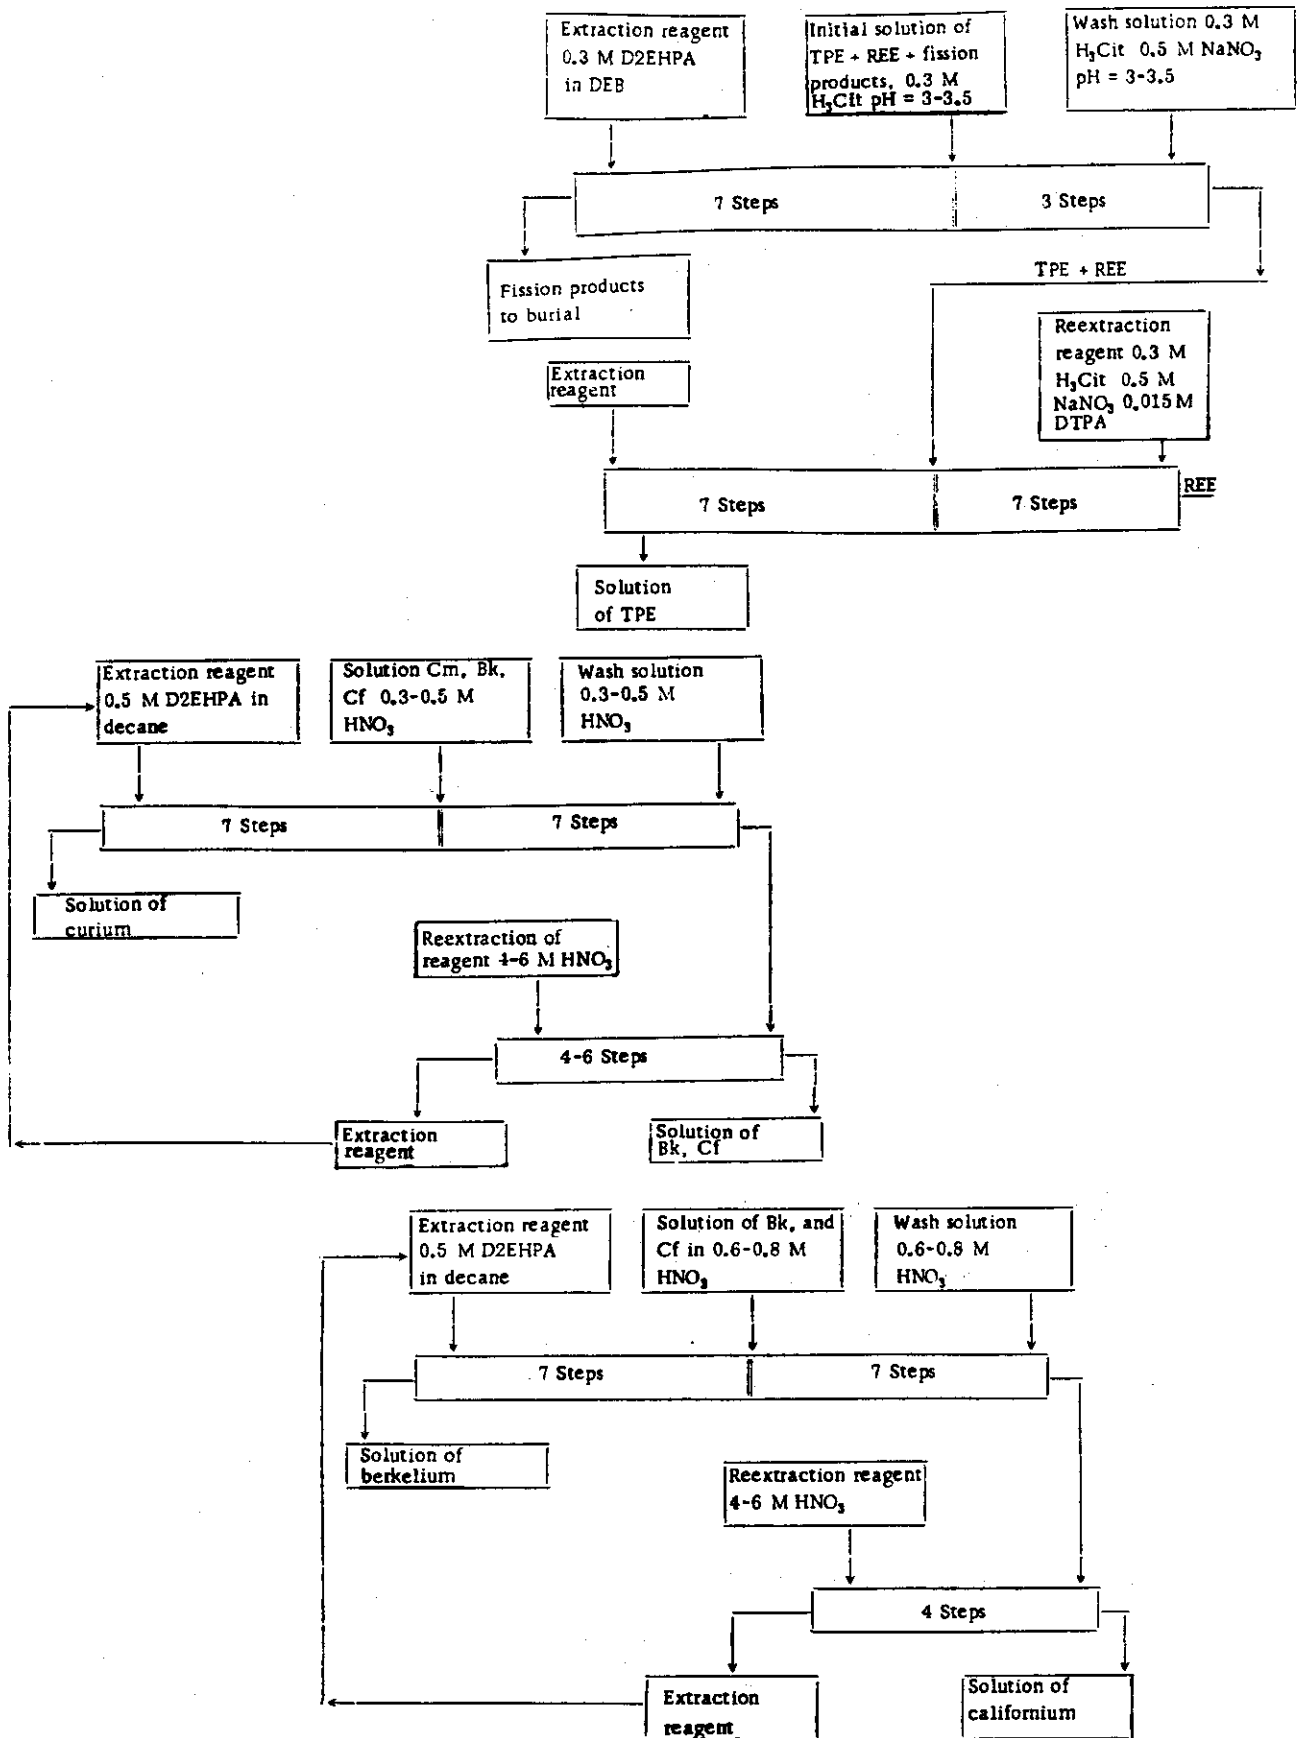 Extraction reagent
0.3 M D2EHPA
in DEB
Initial solution of
TPE + REE + fission
products, 0.3 M
H₃Cit pH = 3-3.5
Wash solution 0.3 M
H₃Cit 0.5 M NaNO₃
pH = 3-3.5
7 Steps
3 Steps
Fission products
to burial
TPE + REE
Extraction
reagent
Reextraction
reagent 0.3 M
H₃Cit 0.5 M
NaNO₃ 0.015 M
DTPA
7 Steps
7 Steps
REE
Solution
of TPE
Extraction reagent
0.5 M D2EHPA in
decane
Solution Cm, Bk,
Cf 0.3-0.5 M
HNO₃
Wash solution
0.3-0.5 M
HNO₃
7 Steps
7 Steps
Solution of
curium
Reextraction of
reagent 4-6 M HNO₃
4-6 Steps
Extraction
reagent
Solution of
Bk, Cf
Extraction reagent
0.5 M D2EHPA
in decane
Solution of Bk, and
Cf in 0.6-0.8 M
HNO₃
Wash solution
0.6-0.8 M
HNO₃
7 Steps
7 Steps
Solution of
berkelium
Reextraction reagent
4-6 M HNO₃
4 Steps
Extraction
reagent
Solution of
californium